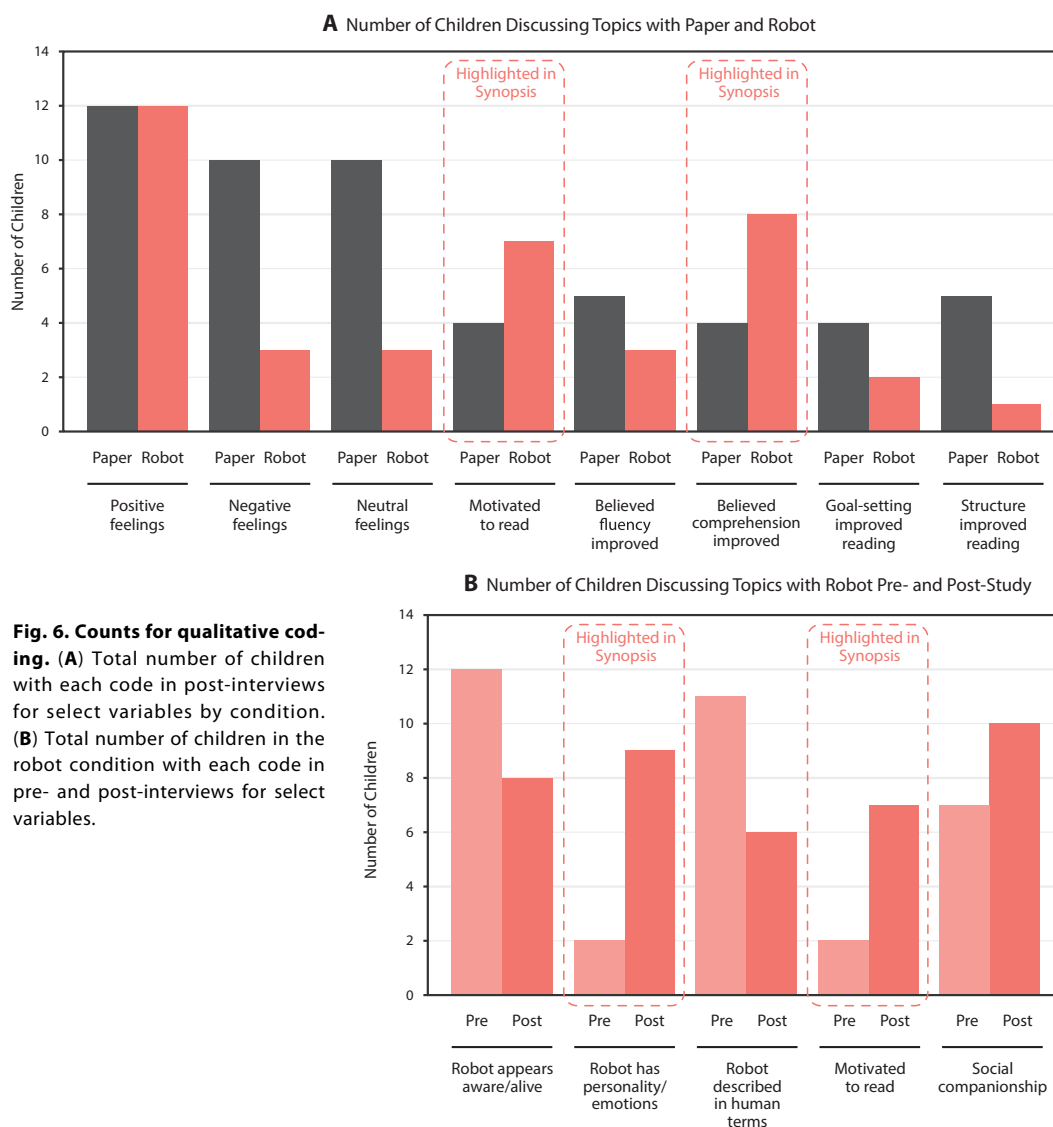 A Number of Children Discussing Topics with Paper and Robot
14
12
10
8
6
4
2
0
Number of Children
Highlighted in
Synopsis
Highlighted in
Synopsis
Paper Robot Paper Robot Paper Robot Paper Robot Paper Robot Paper Robot Paper Robot Paper Robot
Positive
feelings
Negative
feelings
Neutral
feelings
Motivated
to read
Believed
fluency
improved
Believed
comprehension
improved
Goal-setting
improved
reading
Structure
improved
reading
Fig. 6. Counts for qualitative cod-
ing. (A) Total number of children
with each code in post-interviews
for select variables by condition.
(B) Total number of children in the
robot condition with each code in
pre- and post-interviews for select
variables.
B Number of Children Discussing Topics with Robot Pre- and Post-Study
14
12
10
8
6
4
2
0
Number of Children
Highlighted in
Synopsis
Highlighted in
Synopsis
Pre Post Pre Post Pre Post Pre Post Pre Post
Robot appears
aware/alive
Robot has
personality/
emotions
Robot
described
in human
terms
Motivated
to read
Social
companionship